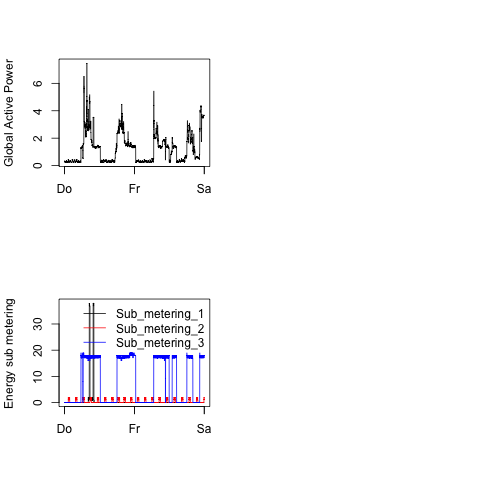 Global Active Power
6
4
2
0
Do Fr Sa
Energy sub metering
30
20
10
0
Sub_metering_1
Sub_metering_2
Sub_metering_3
Do Fr Sa